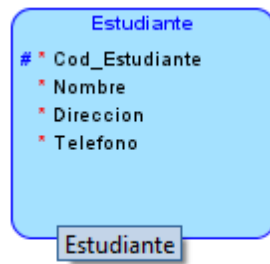 Estudiante
# * Cod_Estudiante
* Nombre
* Direccion
* Telefono
Estudiante